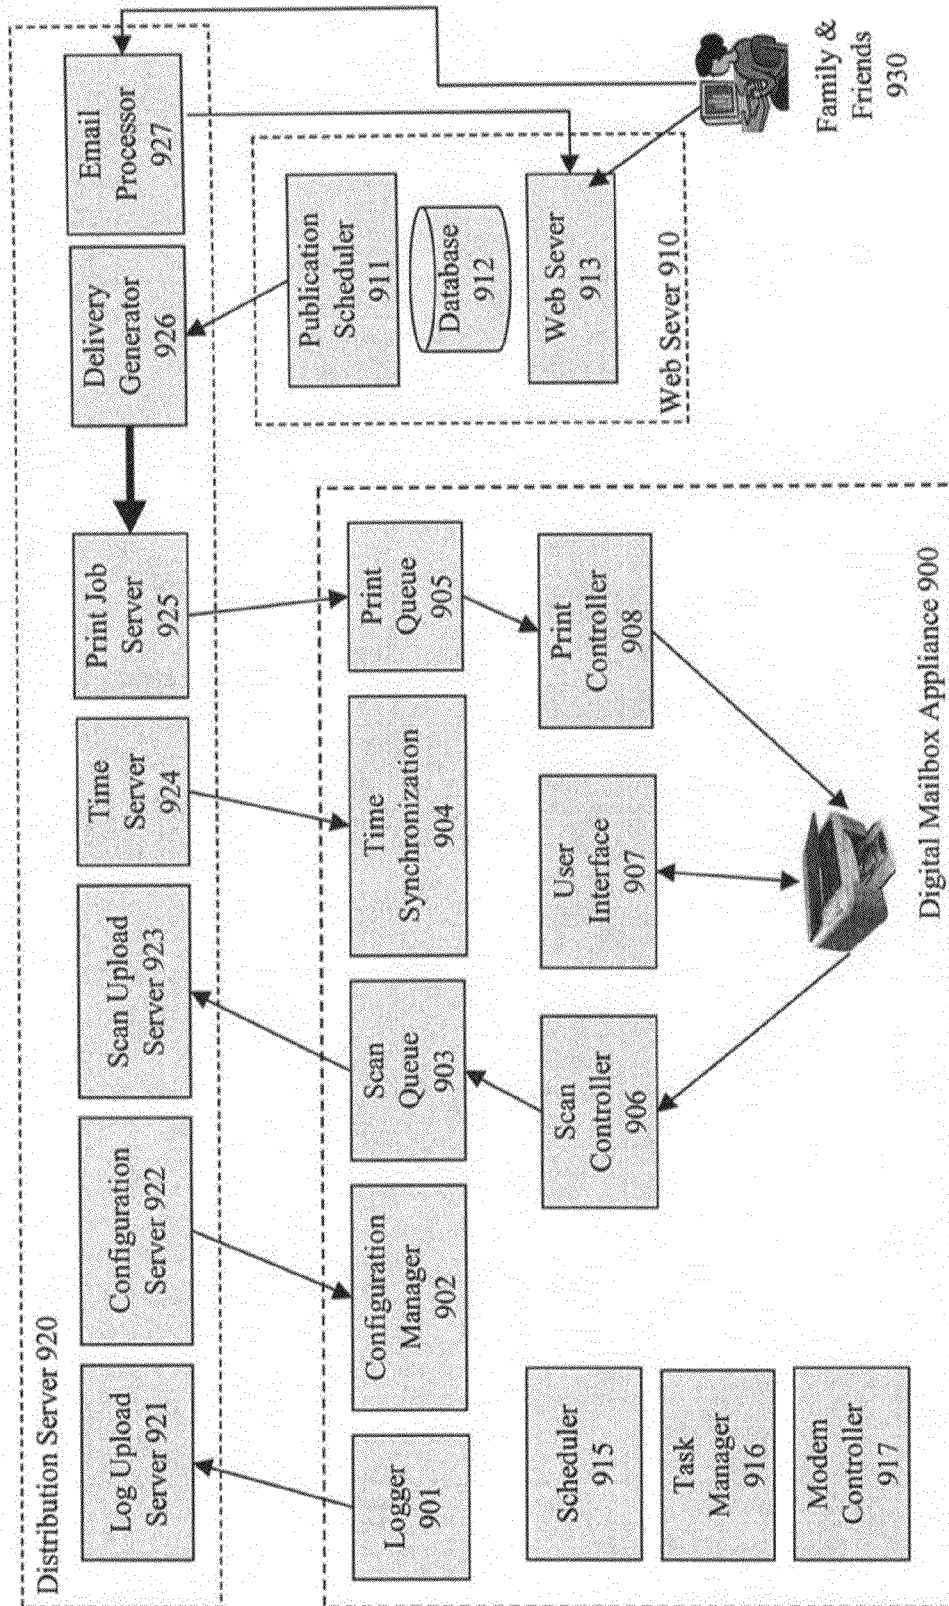 Distribution Server 920
Log Upload
Server 921
Configuration
Server 922
Scan Upload
Server 923
Time
Server
924
Print Job
Server
925
Delivery
Generator
926
Email
Processor
927
Logger
901
Configuration
Manager
902
Scan
Queue
903
Time
Synchronization
904
Print
Queue
905
Publication
Scheduler
911
Database
912
Web Sever
913
Web Sever 910
Scheduler
915
Task
Manager
916
Modem
Controller
917
Scan
Controller
906
User
Interface
907
Print
Controller
908
Digital Mailbox Appliance 900
Family &
Friends
930